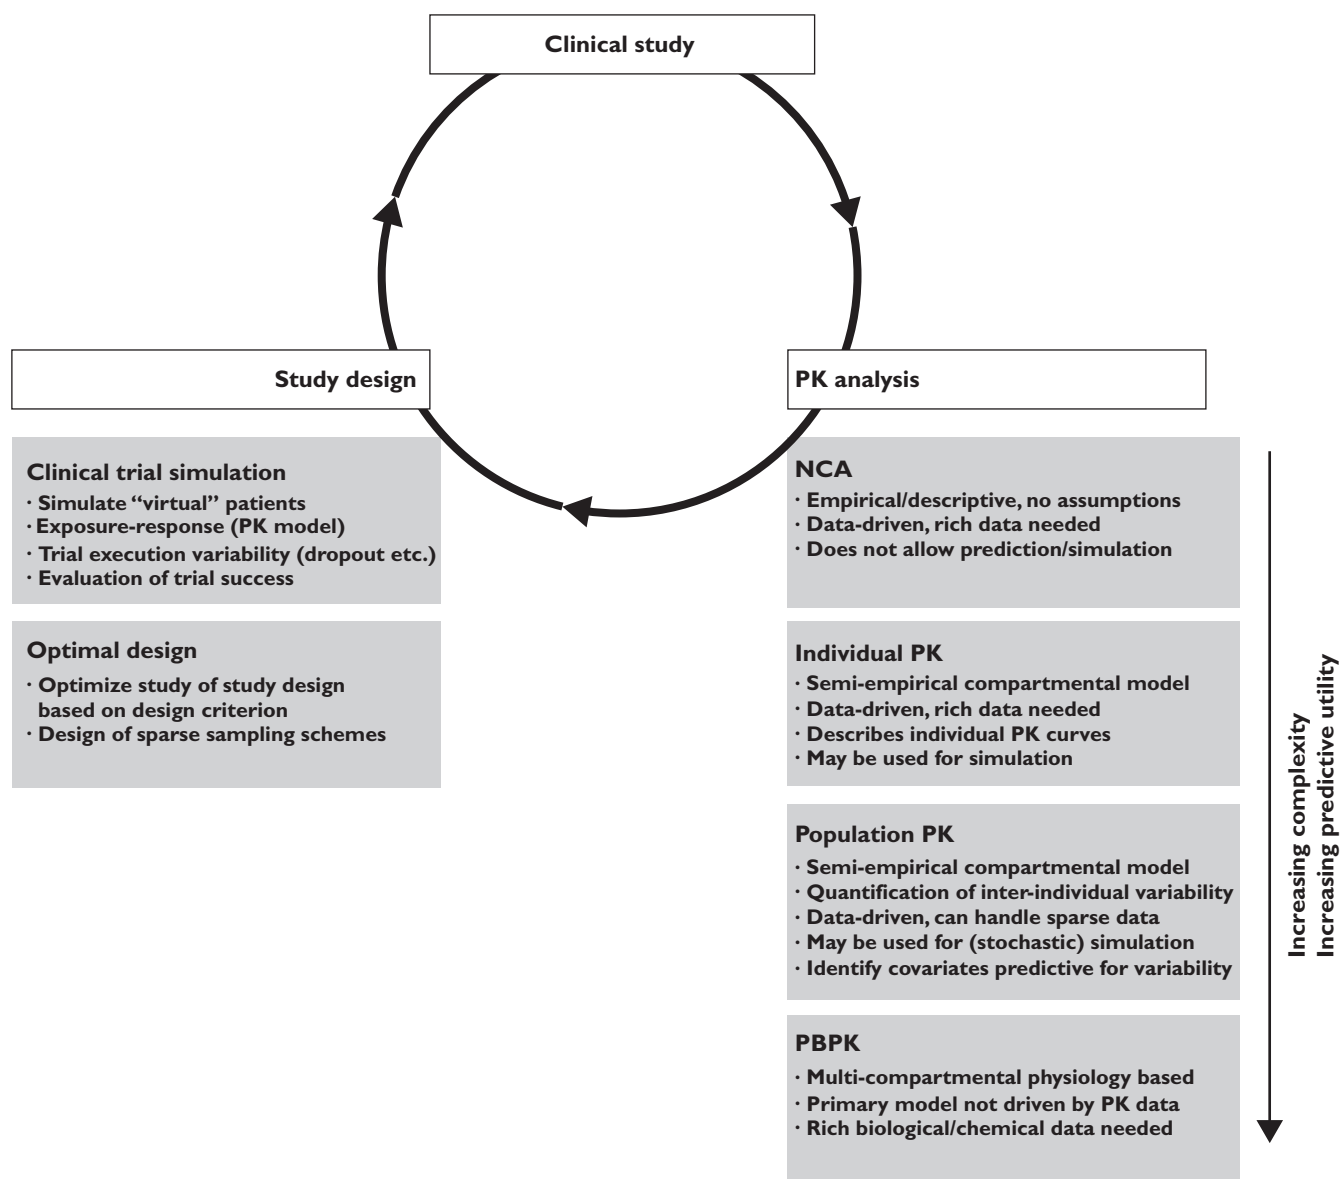 Clinical study
Study design
PK analysis
Clinical trial simulation
· Simulate “virtual” patients
· Exposure-response (PK model)
· Trial execution variability (dropout etc.)
· Evaluation of trial success
Optimal design
· Optimize study of study design
based on design criterion
· Design of sparse sampling schemes
NCA
· Empirical/descriptive, no assumptions
· Data-driven, rich data needed
· Does not allow prediction/simulation
Individual PK
· Semi-empirical compartmental model
· Data-driven, rich data needed
· Describes individual PK curves
· May be used for simulation
Population PK
· Semi-empirical compartmental model
· Quantification of inter-individual variability
· Data-driven, can handle sparse data
· May be used for (stochastic) simulation
· Identify covariates predictive for variability
PBPK
· Multi-compartmental physiology based
· Primary model not driven by PK data
· Rich biological/chemical data needed
Increasing complexity
Increasing predictive utility